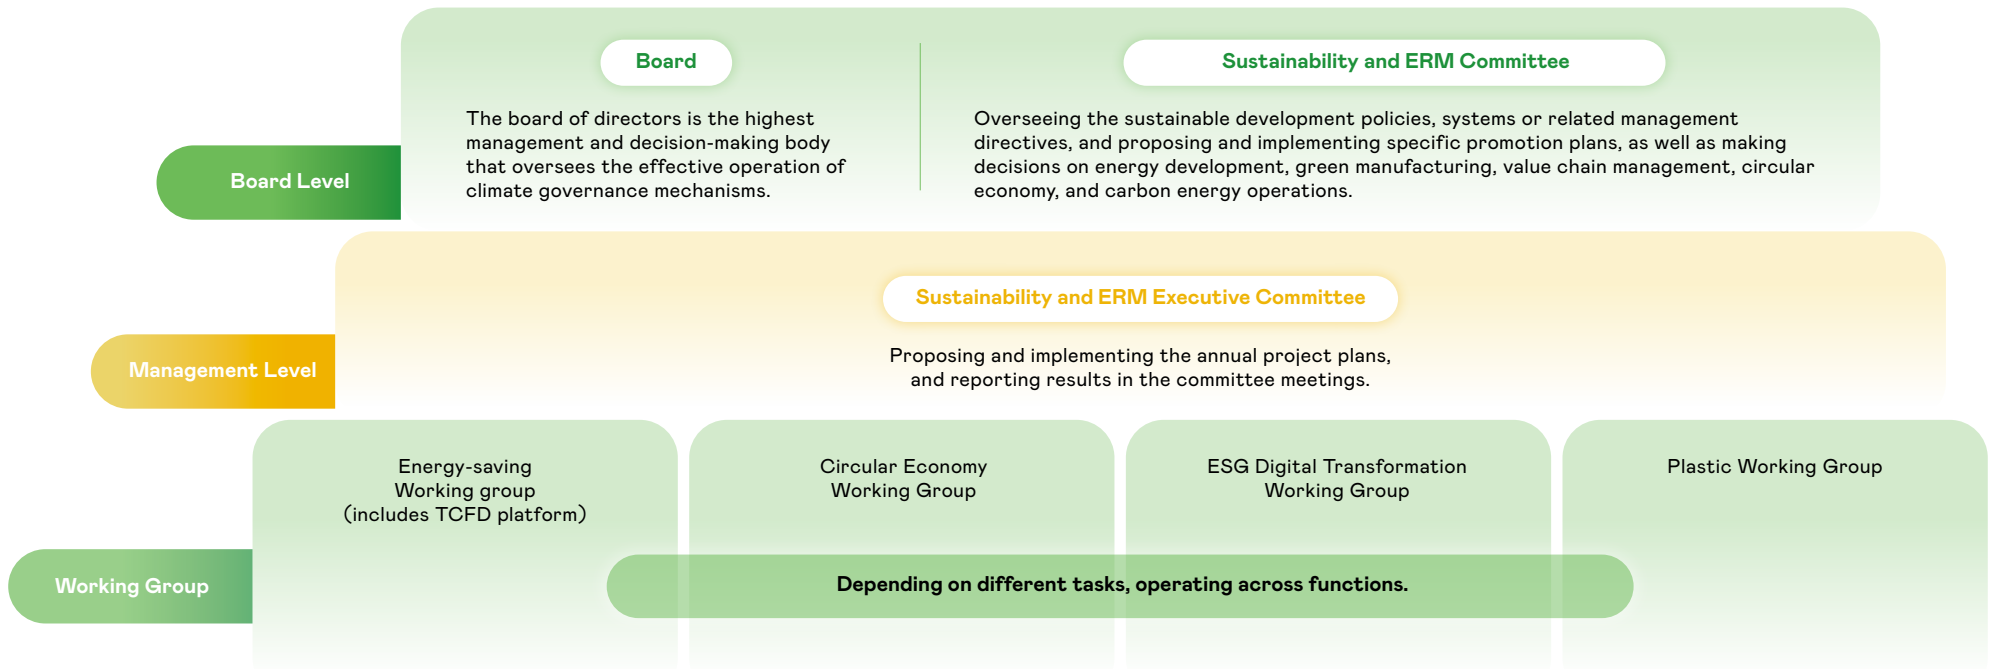 Board Level
Board
The board of directors is the highest
management and decision-making body
that oversees the effective operation of
climate governance mechanisms.
Sustainability and ERM Committee
Overseeing the sustainable development policies, systems or related management
directives, and proposing and implementing specific promotion plans, as well as making
decisions on energy development, green manufacturing, value chain management, circular
economy, and carbon energy operations.
Management Level
Sustainability and ERM Executive Committee
Proposing and implementing the annual project plans,
and reporting results in the committee meetings.
Working Group
Energy-saving
Working group
(includes TCFD platform)
Circular Economy
Working Group
ESG Digital Transformation
Working Group
Plastic Working Group
Depending on different tasks, operating across functions.